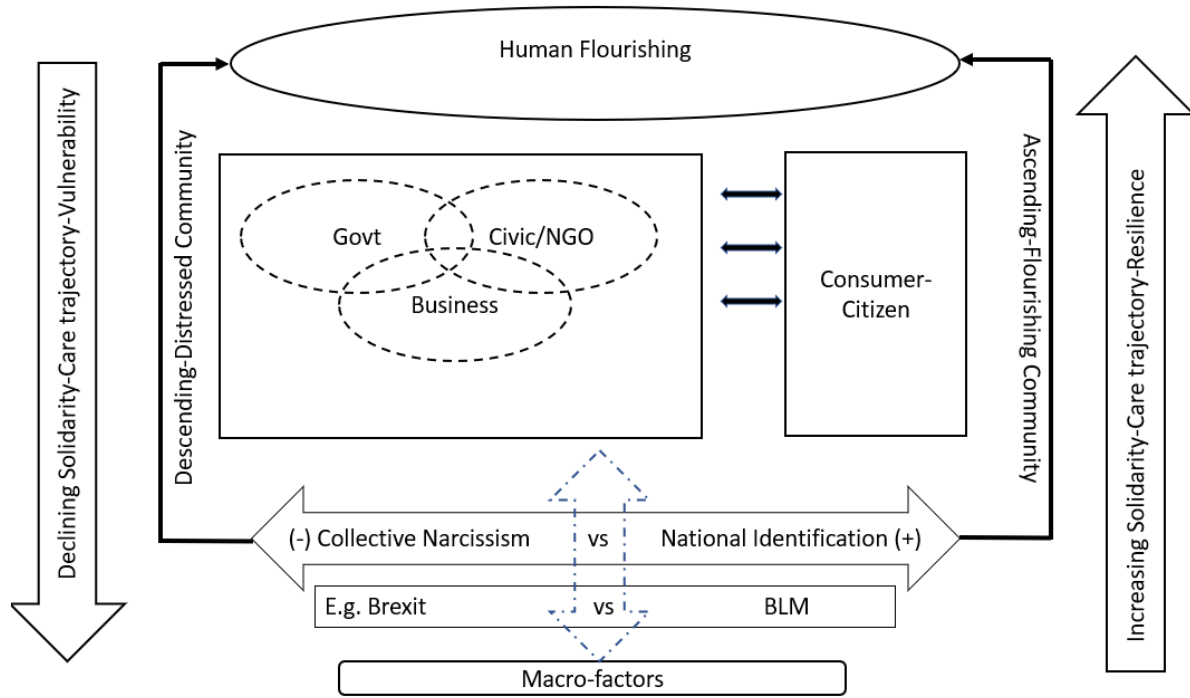 Human Flourishing
Declining Solidarity-Care trajectory-Vulnerability
Descending-Distressed Community
Govt
Civic/NGO
Business
Consumer-
Citizen
Ascending-Flourishing Community
Increasing Solidarity-Care trajectory-Resilience
(-) Collective Narcissism vs National Identification (+)
E.g. Brexit vs BLM
Macro-factors